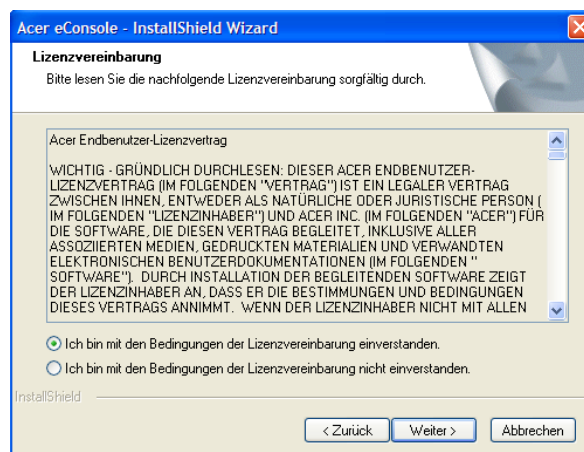 Acer eConsole - InstallShield Wizard
Lizenzvereinbarung
Bitte lesen Sie die nachfolgende Lizenzvereinbarung sorgfältig durch.
Acer Endbenutzer-Lizenzvertrag
WICHTIG - GRÜNDLICH DURCHLESEN: DIESER ACER ENDBENUTZER-
LIZENZVERTRAG (IM FOLGENDEN "VERTRAG") IST EIN LEGALER VERTRAG
ZWISCHEN IHNEN, ENTWEDER ALS NATÜRLICHE ODER JURISTISCHE PERSON (
IM FOLGENDEN "LIZENZINHABER") UND ACER INC. (IM FOLGENDEN "ACER") FÜR
DIE SOFTWARE, DIE DIESEN VERTRAG BEGLEITET, INKLUSIVE ALLER
ASSOZIIERTEN MEDIEN, GEDRUCKTEN MATERIALIEN UND VERWANDTEN
ELEKTRONISCHEN BENUTZERDOKUMENTATIONEN (IM FOLGENDEN "
SOFTWARE"). DURCH INSTALLATION DER BEGLEITENDEN SOFTWARE ZEIGT
DER LIZENZINHABER AN, DASS ER DIE BESTIMMUNGEN UND BEDINGUNGEN
DIESES VERTRAGS ANNIMMT. WENN DER LIZENZINHABER NICHT MIT ALLEN
Ich bin mit den Bedingungen der Lizenzvereinbarung einverstanden.
Ich bin mit den Bedingungen der Lizenzvereinbarung nicht einverstanden.
InstallShield
< Zurück Weiter > Abbrechen